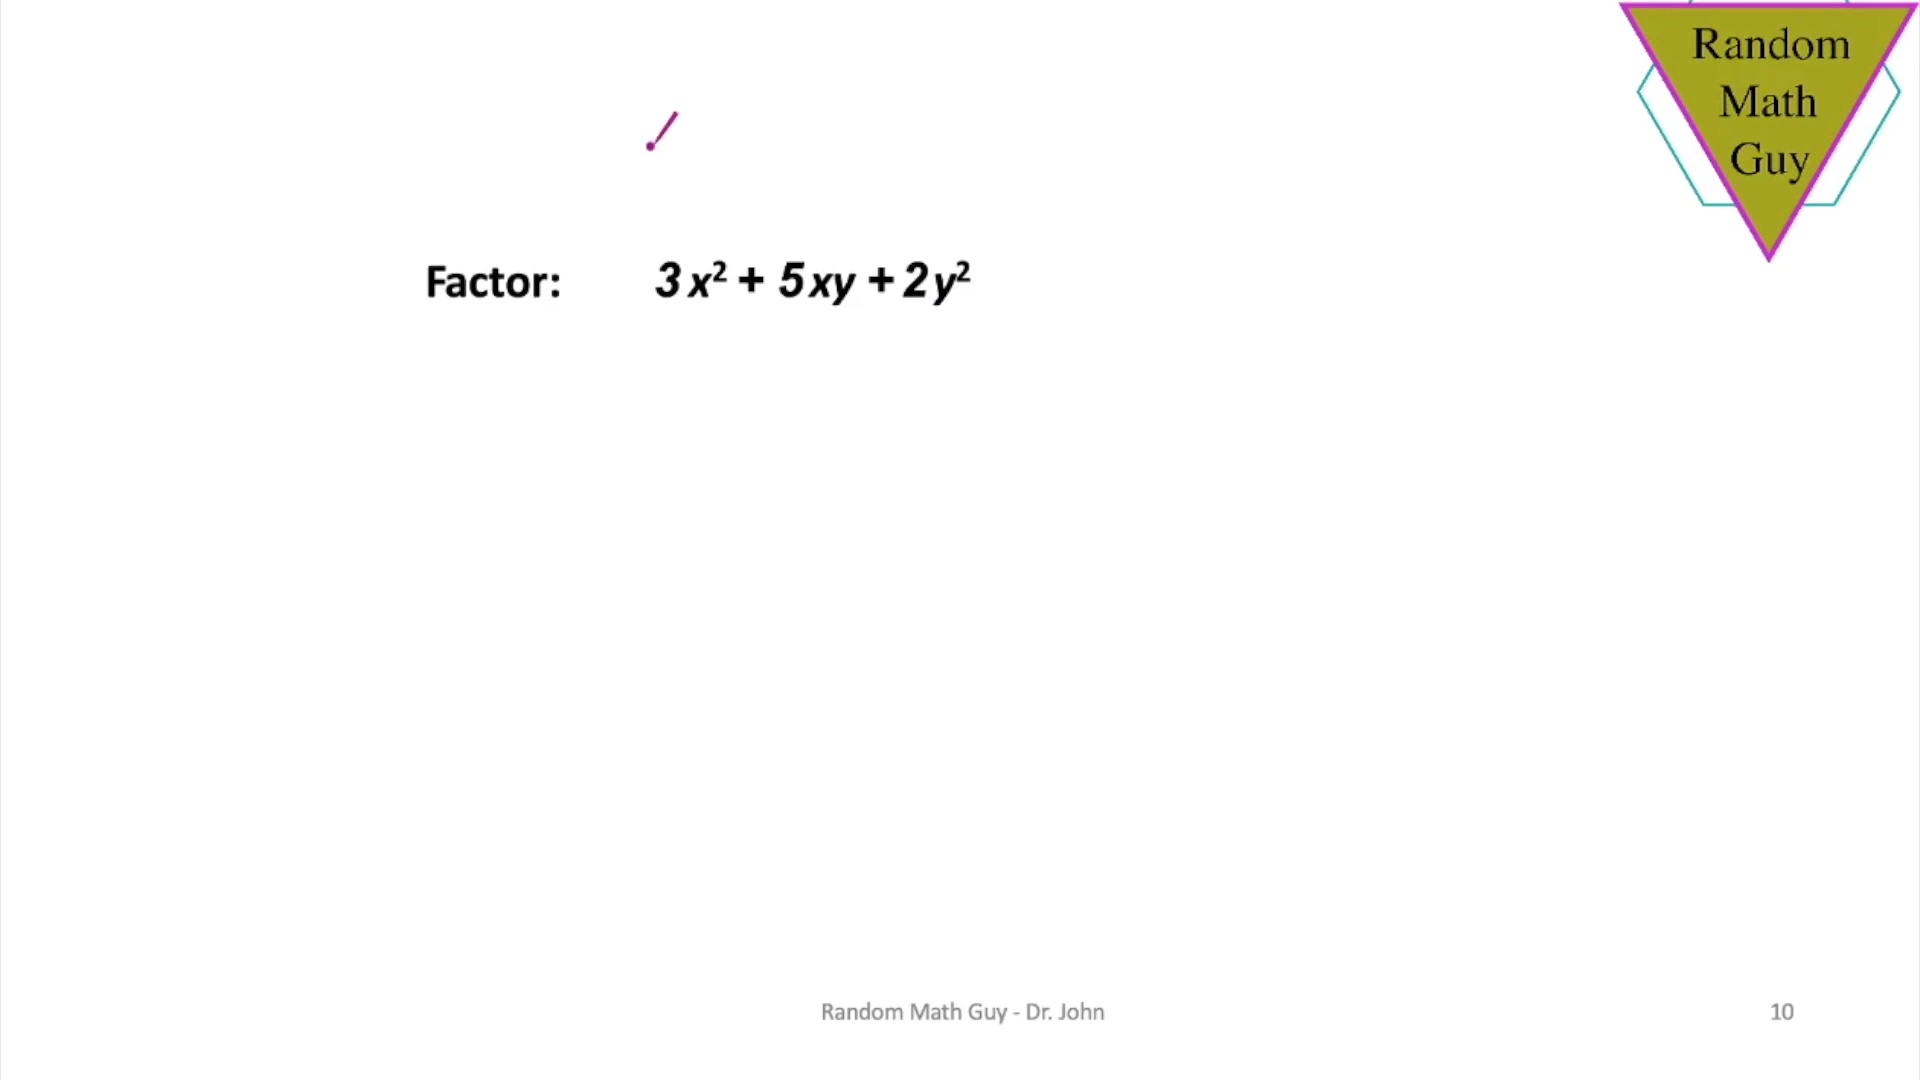 Random
Math
Guy
Factor: 3x² + 5xy + 2y²
Random Math Guy - Dr. John
10